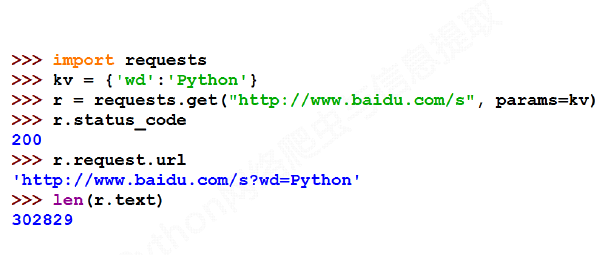 >>> import requests
>>> kv = {'wd':'Python'}
>>> r = requests.get("http://www.baidu.com/s", params=kv)
>>> r.status_code
200
>>> r.request.url
'http://www.baidu.com/s?wd=Python'
>>> len(r.text)
302829